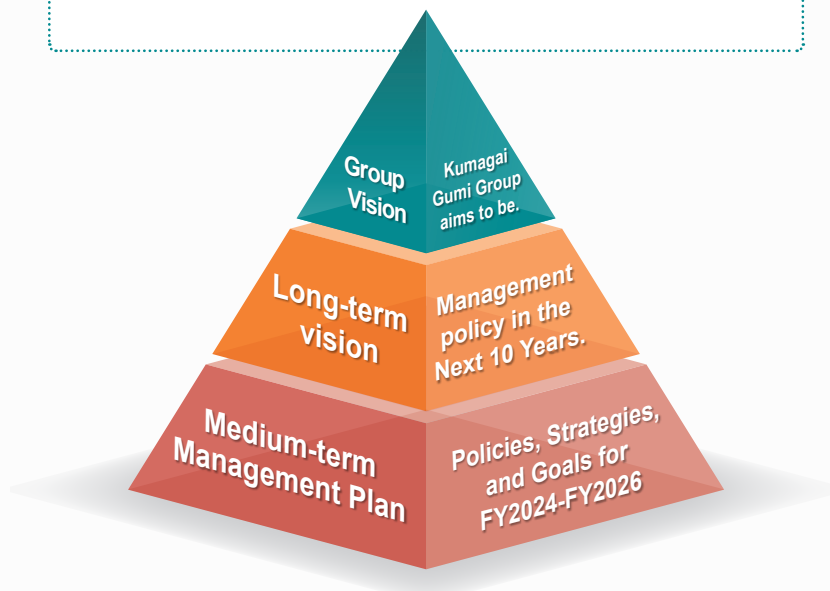 Group
Vision
Kumagai
Gumi Group
aims to be.
Long-term
vision
Management
policy in the
Next 10 Years.
Medium-term
Management Plan
Policies, Strategies,
and Goals for
FY2024-FY2026